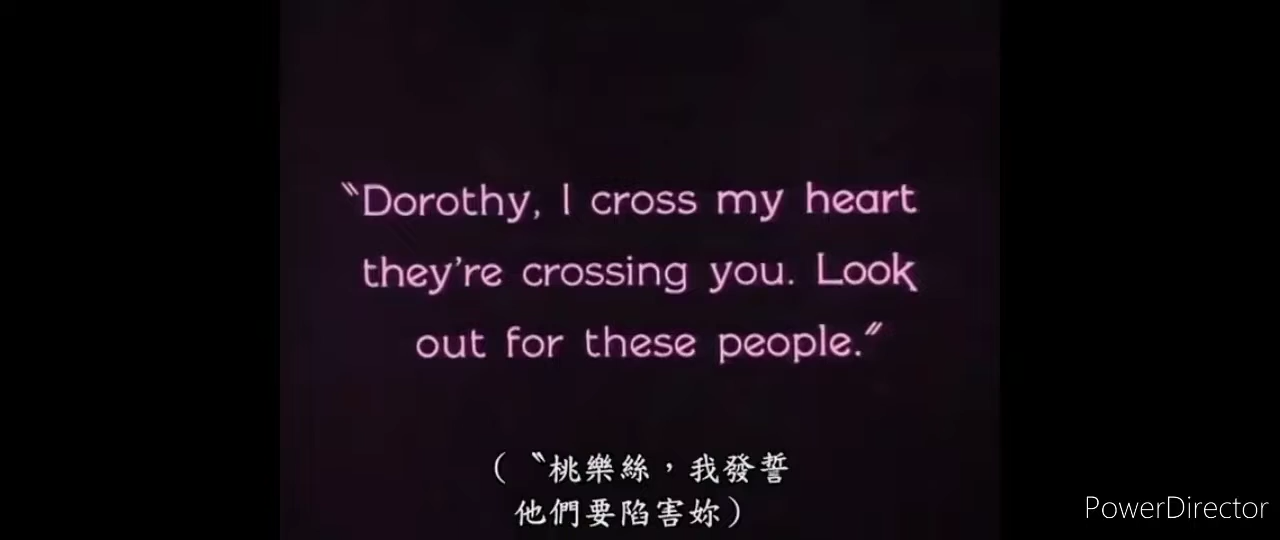 〝Dorothy, I cross my heart
they're crossing you. Look
out for these people.〞
(〝桃樂絲，我發誓
他們要陷害妳)
PowerDirector